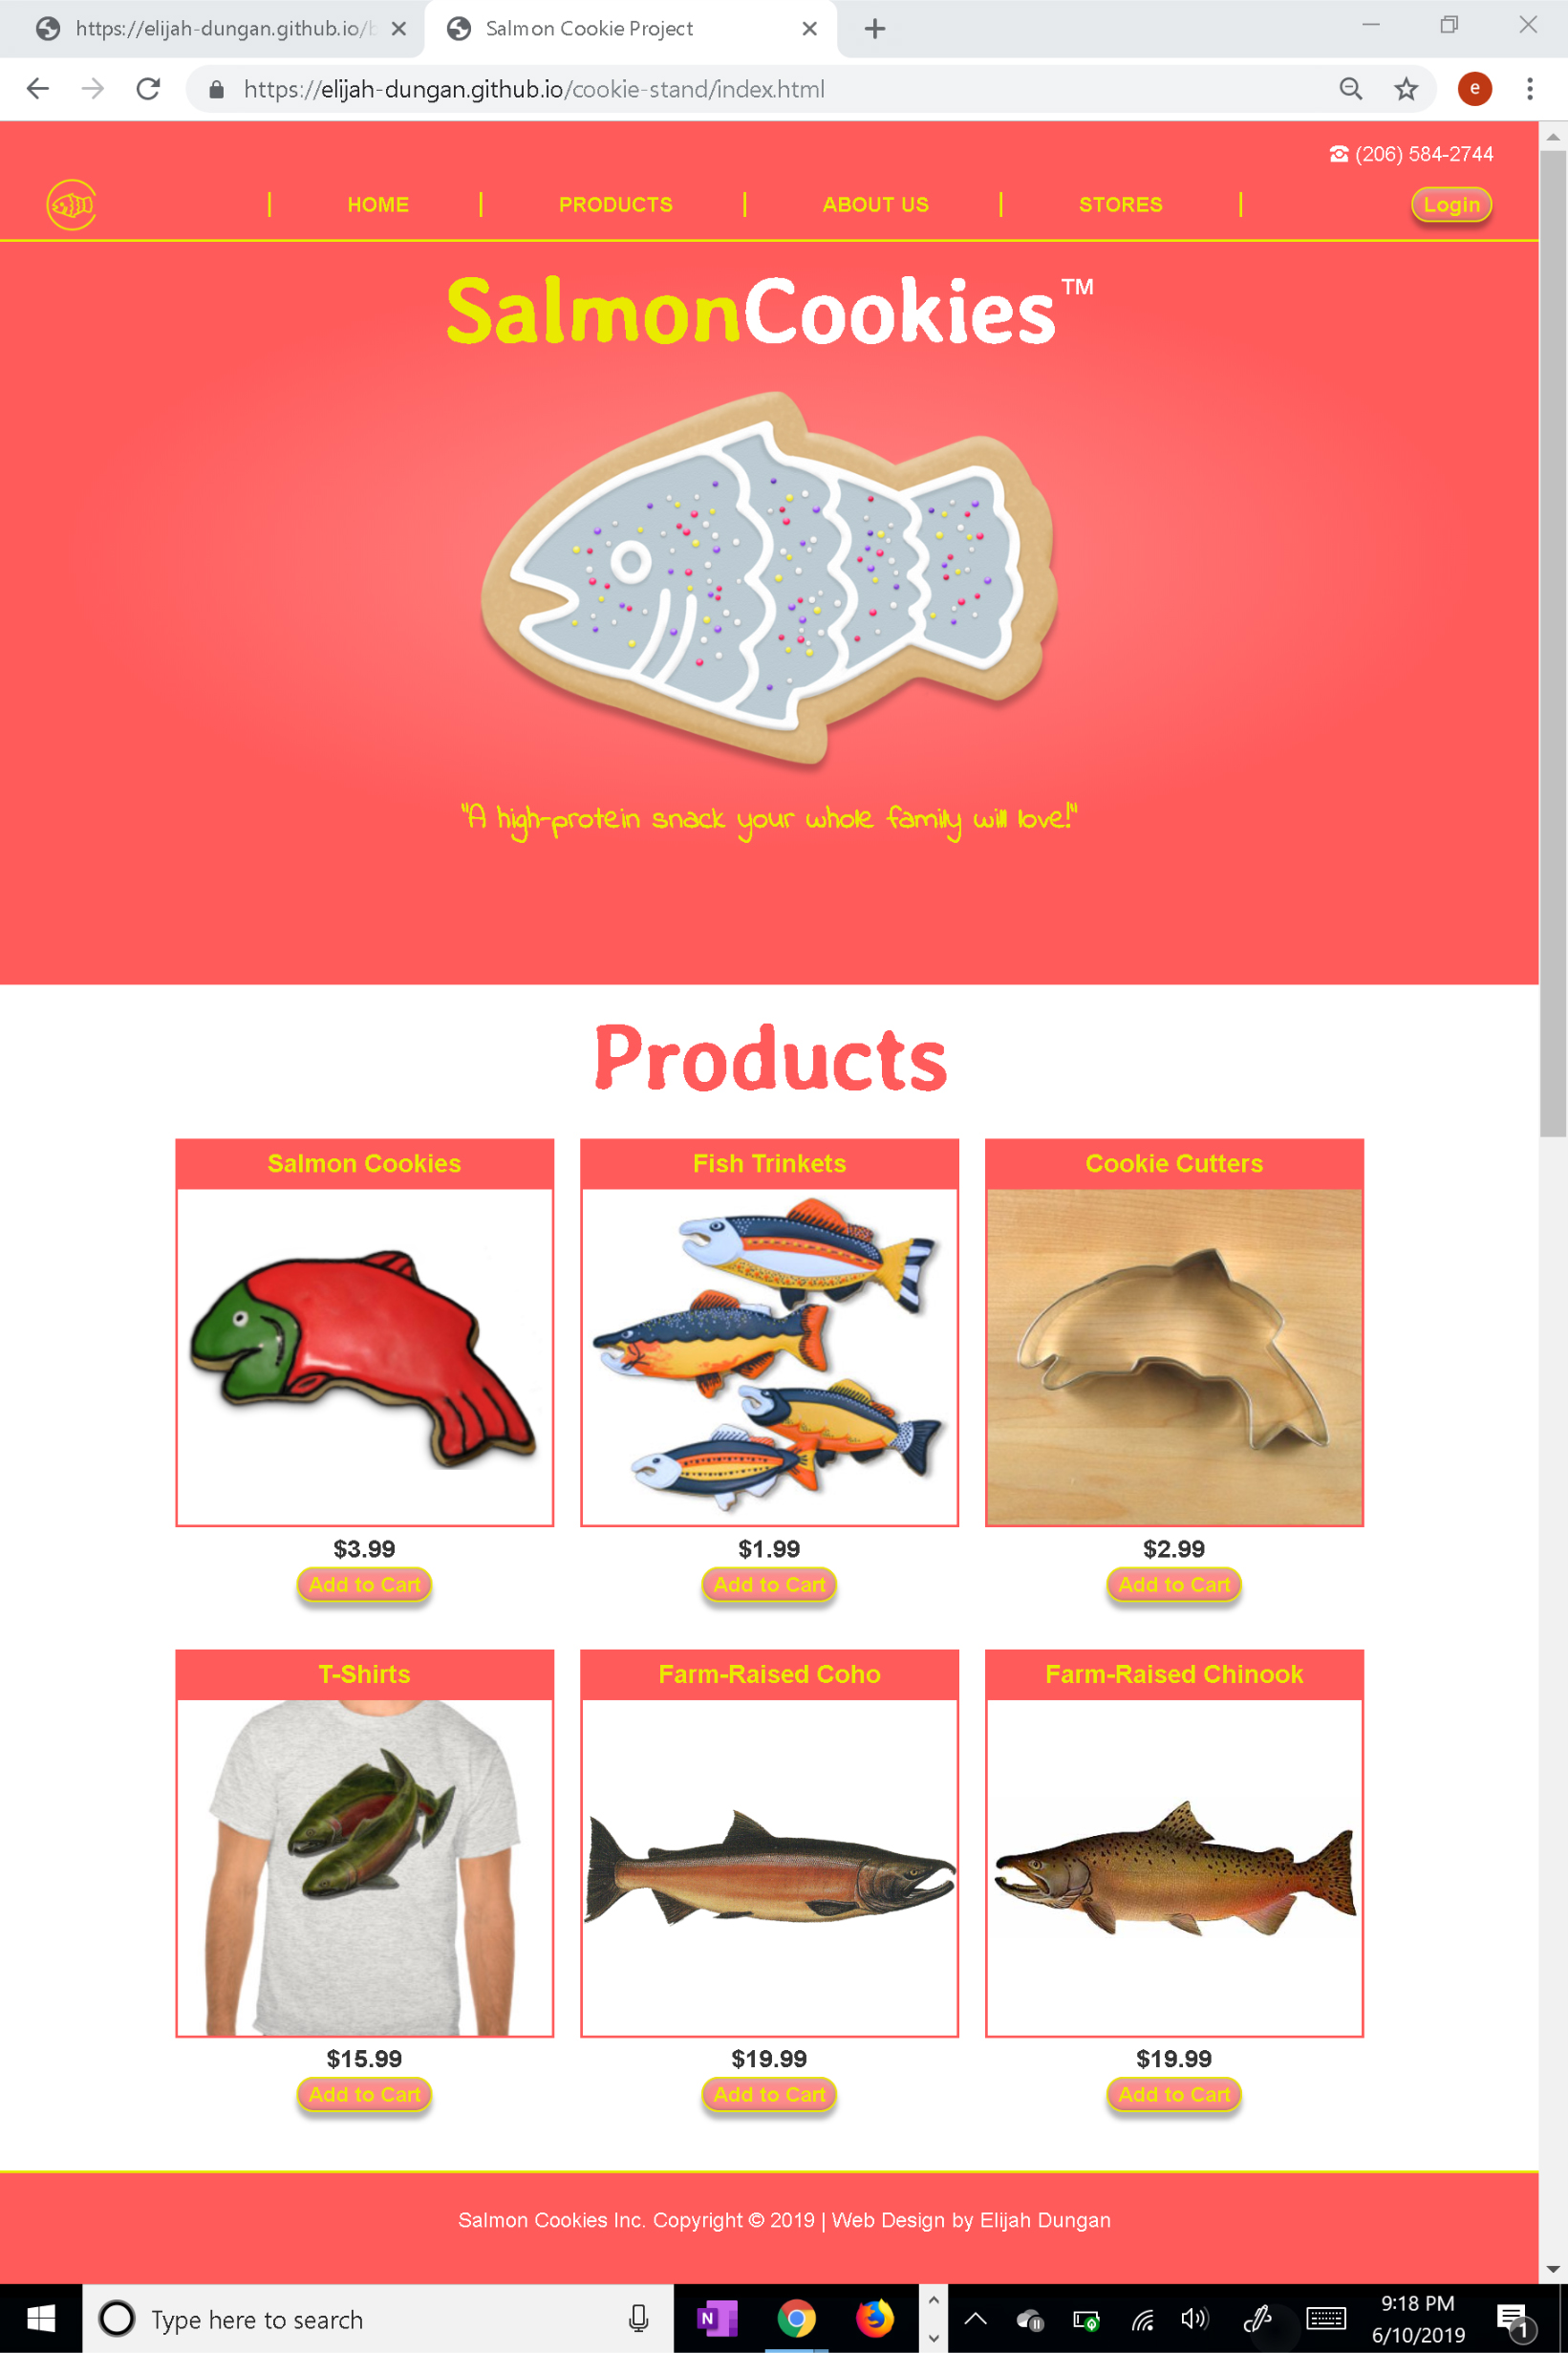 https://elijah-dungan.github.io/b
Salmon Cookie Project
https://elijah-dungan.github.io/cookie-stand/index.html
e
☎ (206) 584-2744
HOME PRODUCTS ABOUT US STORES Login
SalmonCookies™
"A high-protein snack your whole family will love!"
Products
Salmon Cookies Fish Trinkets Cookie Cutters
$3.99 $1.99 $2.99
Add to Cart Add to Cart Add to Cart
T-Shirts Farm-Raised Coho Farm-Raised Chinook
$15.99 $19.99 $19.99
Add to Cart Add to Cart Add to Cart
Salmon Cookies Inc. Copyright © 2019 | Web Design by Elijah Dungan
Type here to search
N
9:18 PM
6/10/2019
1